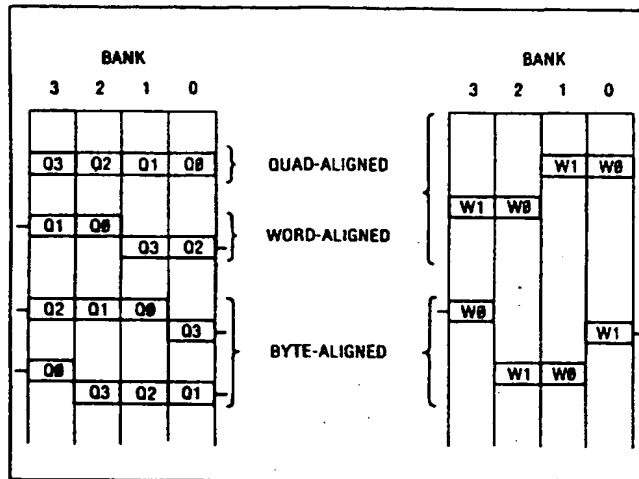 BANK BANK
3 2 1 0 3 2 1 0
Q3 Q2 Q1 Q0 QUAD-ALIGNED W1 W0
Q1 Q0 W1 W0
Q3 Q2 WORD-ALIGNED
Q2 Q1 Q0 W0
Q3 W1
BYTE-ALIGNED
Q0 W1 W0
Q3 Q2 Q1